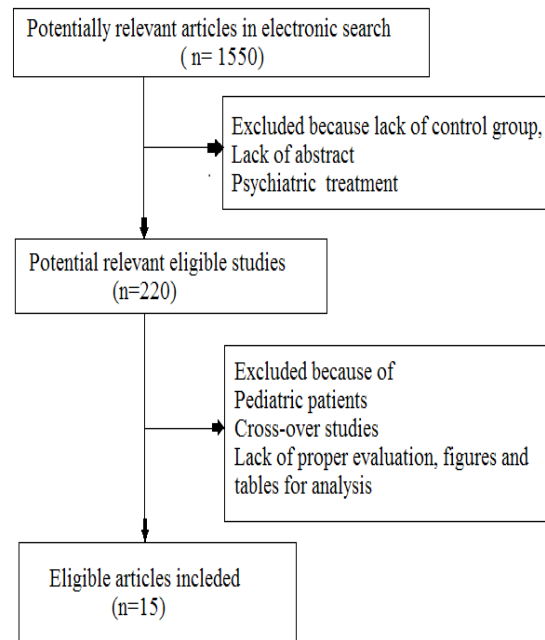 Potentially relevant articles in electronic search
( n= 1550)
Excluded because lack of control group,
Lack of abstract
Psychiatric treatment
Potential relevant eligible studies
(n=220)
Excluded because of
Pediatric patients
Cross-over studies
Lack of proper evaluation, figures and
tables for analysis
Eligible articles incleded
(n=15)